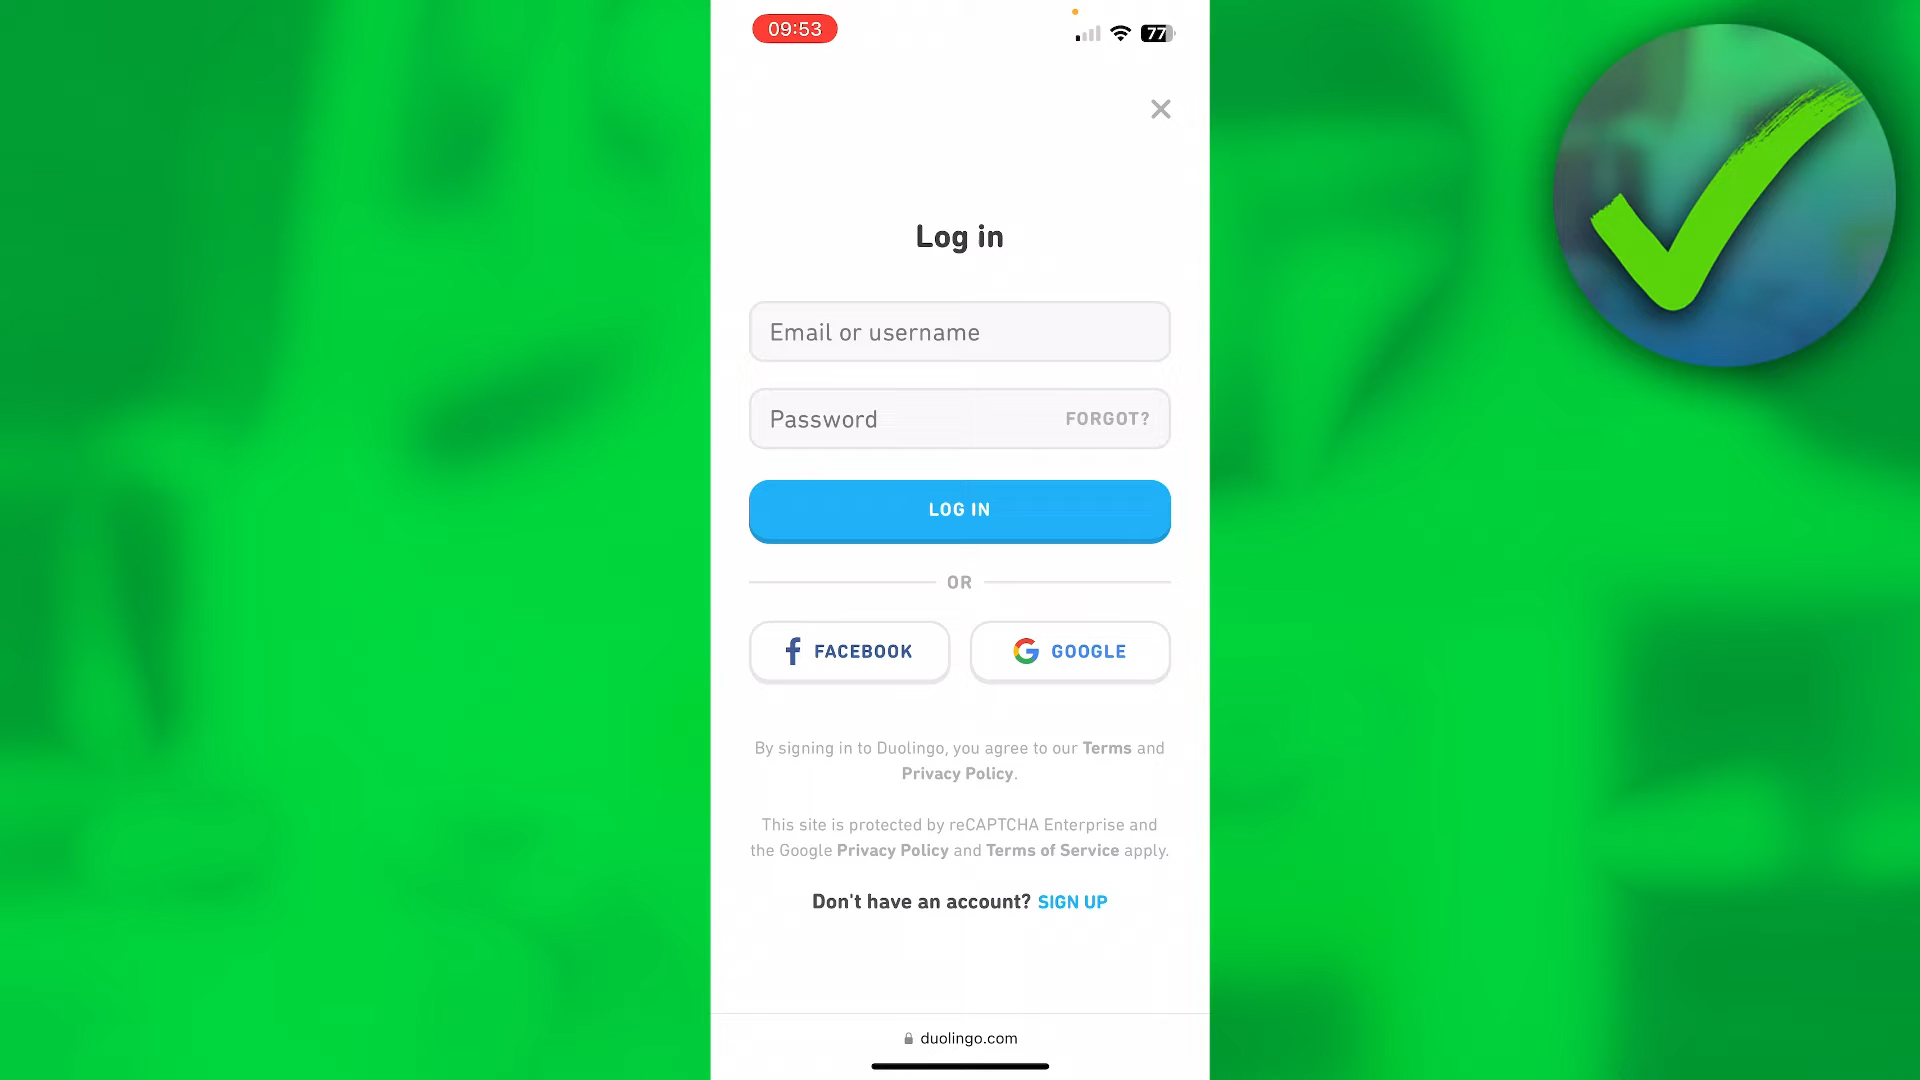 09:53
77
Log in
Email or username
Password
FORGOT?
LOG IN
OR
FACEBOOK
GOOGLE
By signing in to Duolingo, you agree to our Terms and
Privacy Policy.
This site is protected by reCAPTCHA Enterprise and
the Google Privacy Policy and Terms of Service apply.
Don't have an account? SIGN UP
duolingo.com